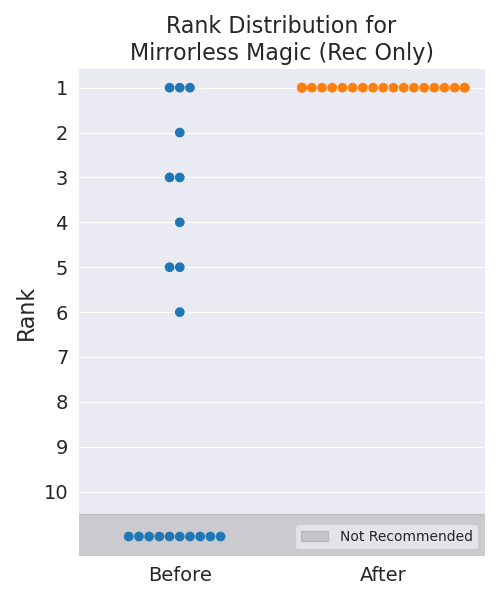 Rank Distribution for
Mirrorless Magic (Rec Only)
Rank
1
2
3
4
5
6
7
8
9
10
Not Recommended
Before
After